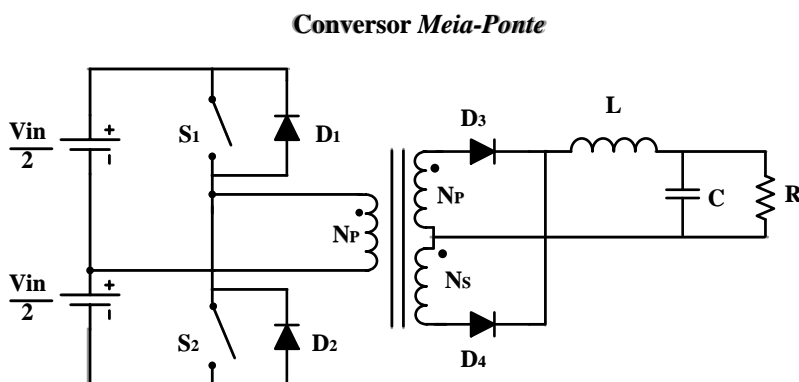 Conversor Meia-Ponte
Vin
2
+
S1
D1
NP
Vin
2
+
S2
D2
D3
NP
NS
D4
L
C
R